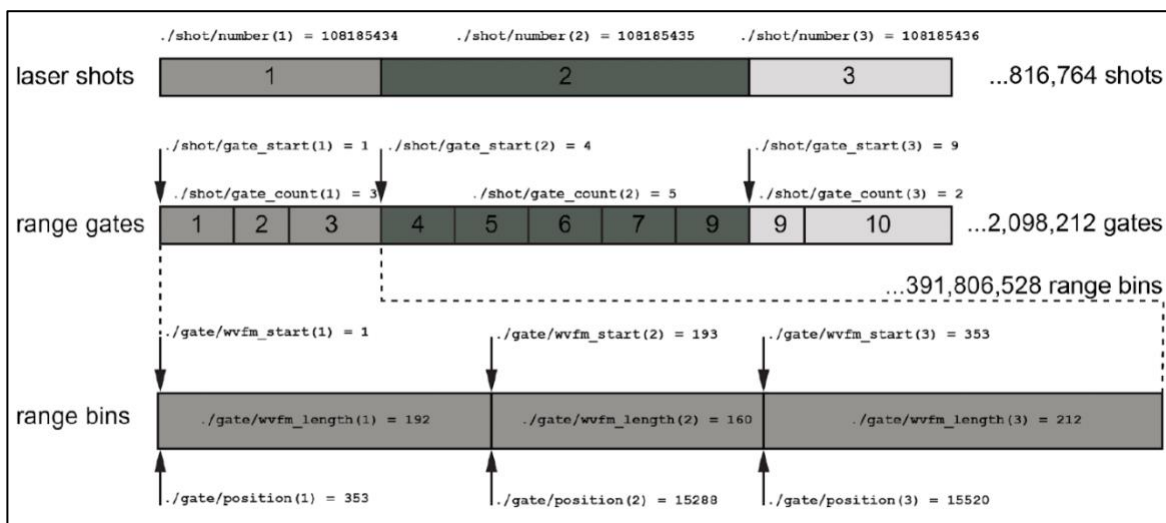 ./shot/number(1) = 108185434 ./shot/number(2) = 108185435 ./shot/number(3) = 108185436
laser shots 1 2 3 ...816,764 shots
./shot/gate_start(1) = 1 ./shot/gate_start(2) = 4 ./shot/gate_start(3) = 9
./shot/gate_count(1) = 3 ./shot/gate_count(2) = 5 ./shot/gate_count(3) = 2
range gates 1 2 3 4 5 6 7 9 9 10 ...2,098,212 gates
...391,806,528 range bins
./gate/wvfm_start(1) = 1 ./gate/wvfm_start(2) = 193 ./gate/wvfm_start(3) = 353
range bins ./gate/wvfm_length(1) = 192 ./gate/wvfm_length(2) = 160 ./gate/wvfm_length(3) = 212
./gate/position(1) = 353 ./gate/position(2) = 15288 ./gate/position(3) = 15520